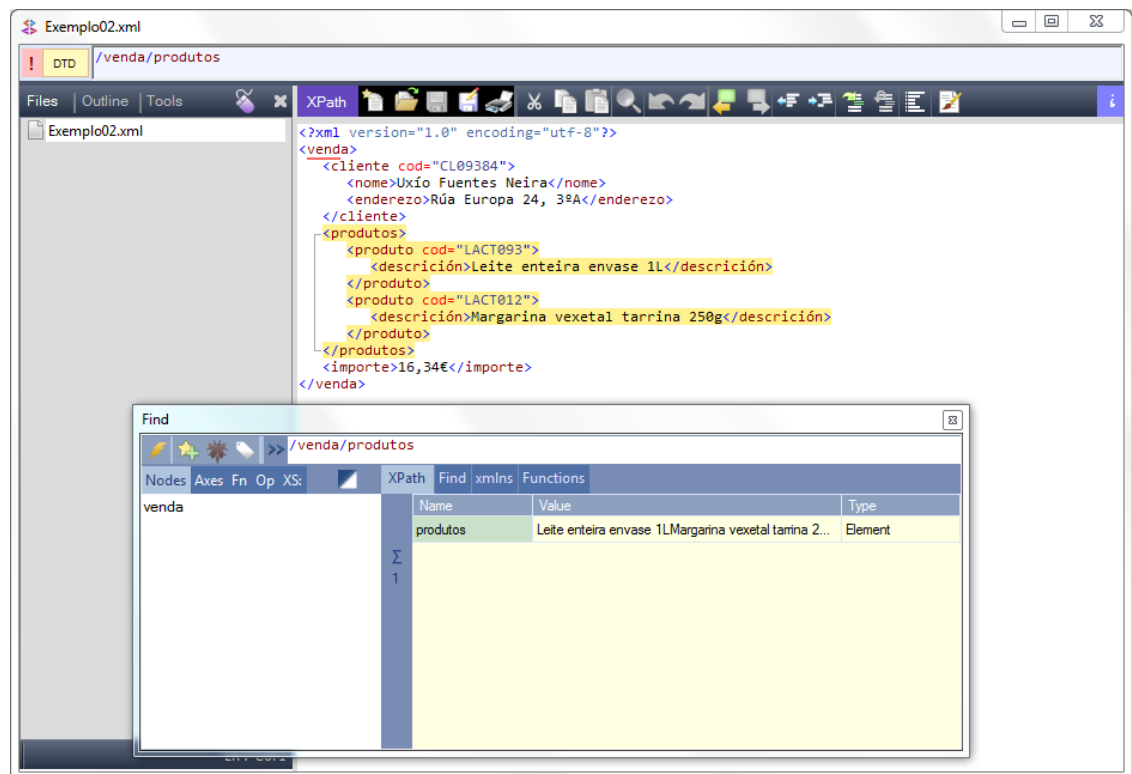 Exemplo02.xml
! DTD /venda/produtos
Files | Outline | Tools
XPath
i
Exemplo02.xml
<?xml version="1.0" encoding="utf-8"?>
<venda>
<cliente cod="CL09384">
<nome>Uxío Fuentes Neira</nome>
<enderezo>Rúa Europa 24, 3ºA</enderezo>
</cliente>
<produtos>
<produto cod="LACT093">
<descrición>Leite enteira envase 1L</descrición>
</produto>
<produto cod="LACT012">
<descrición>Margarina vexetal tarrina 250g</descrición>
</produto>
</produtos>
<importe>16,34€</importe>
</venda>
Find
>> /venda/produtos
Nodes Axes Fn Op XS:
XPath Find xmlns Functions
venda
Name Value Type
produtos Leite enteira envase 1LMargarina vexetal tarrina 2... Element
Σ
1